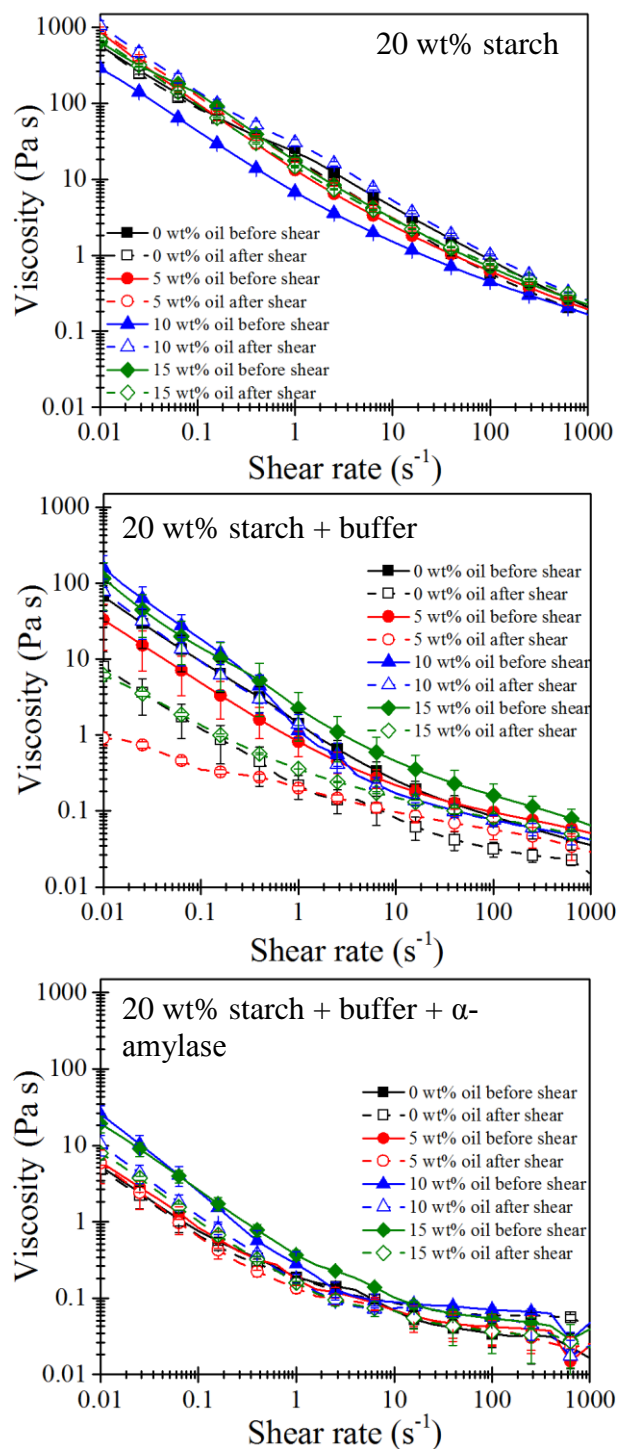 20 wt% starch
Viscosity (Pa s)
1000
100
10
1
0.1
0.01
0 wt% oil before shear
0 wt% oil after shear
5 wt% oil before shear
5 wt% oil after shear
10 wt% oil before shear
10 wt% oil after shear
15 wt% oil before shear
15 wt% oil after shear
0.01 0.1 1 10 100 1000
Shear rate (s⁻¹)
20 wt% starch + buffer
Viscosity (Pa s)
1000
100
10
1
0.1
0.01
0 wt% oil before shear
0 wt% oil after shear
5 wt% oil before shear
5 wt% oil after shear
10 wt% oil before shear
10 wt% oil after shear
15 wt% oil before shear
15 wt% oil after shear
0.01 0.1 1 10 100 1000
Shear rate (s⁻¹)
20 wt% starch + buffer + α-
amylase
Viscosity (Pa s)
1000
100
10
1
0.1
0.01
0 wt% oil before shear
0 wt% oil after shear
5 wt% oil before shear
5 wt% oil after shear
10 wt% oil before shear
10 wt% oil after shear
15 wt% oil before shear
15 wt% oil after shear
0.01 0.1 1 10 100 1000
Shear rate (s⁻¹)